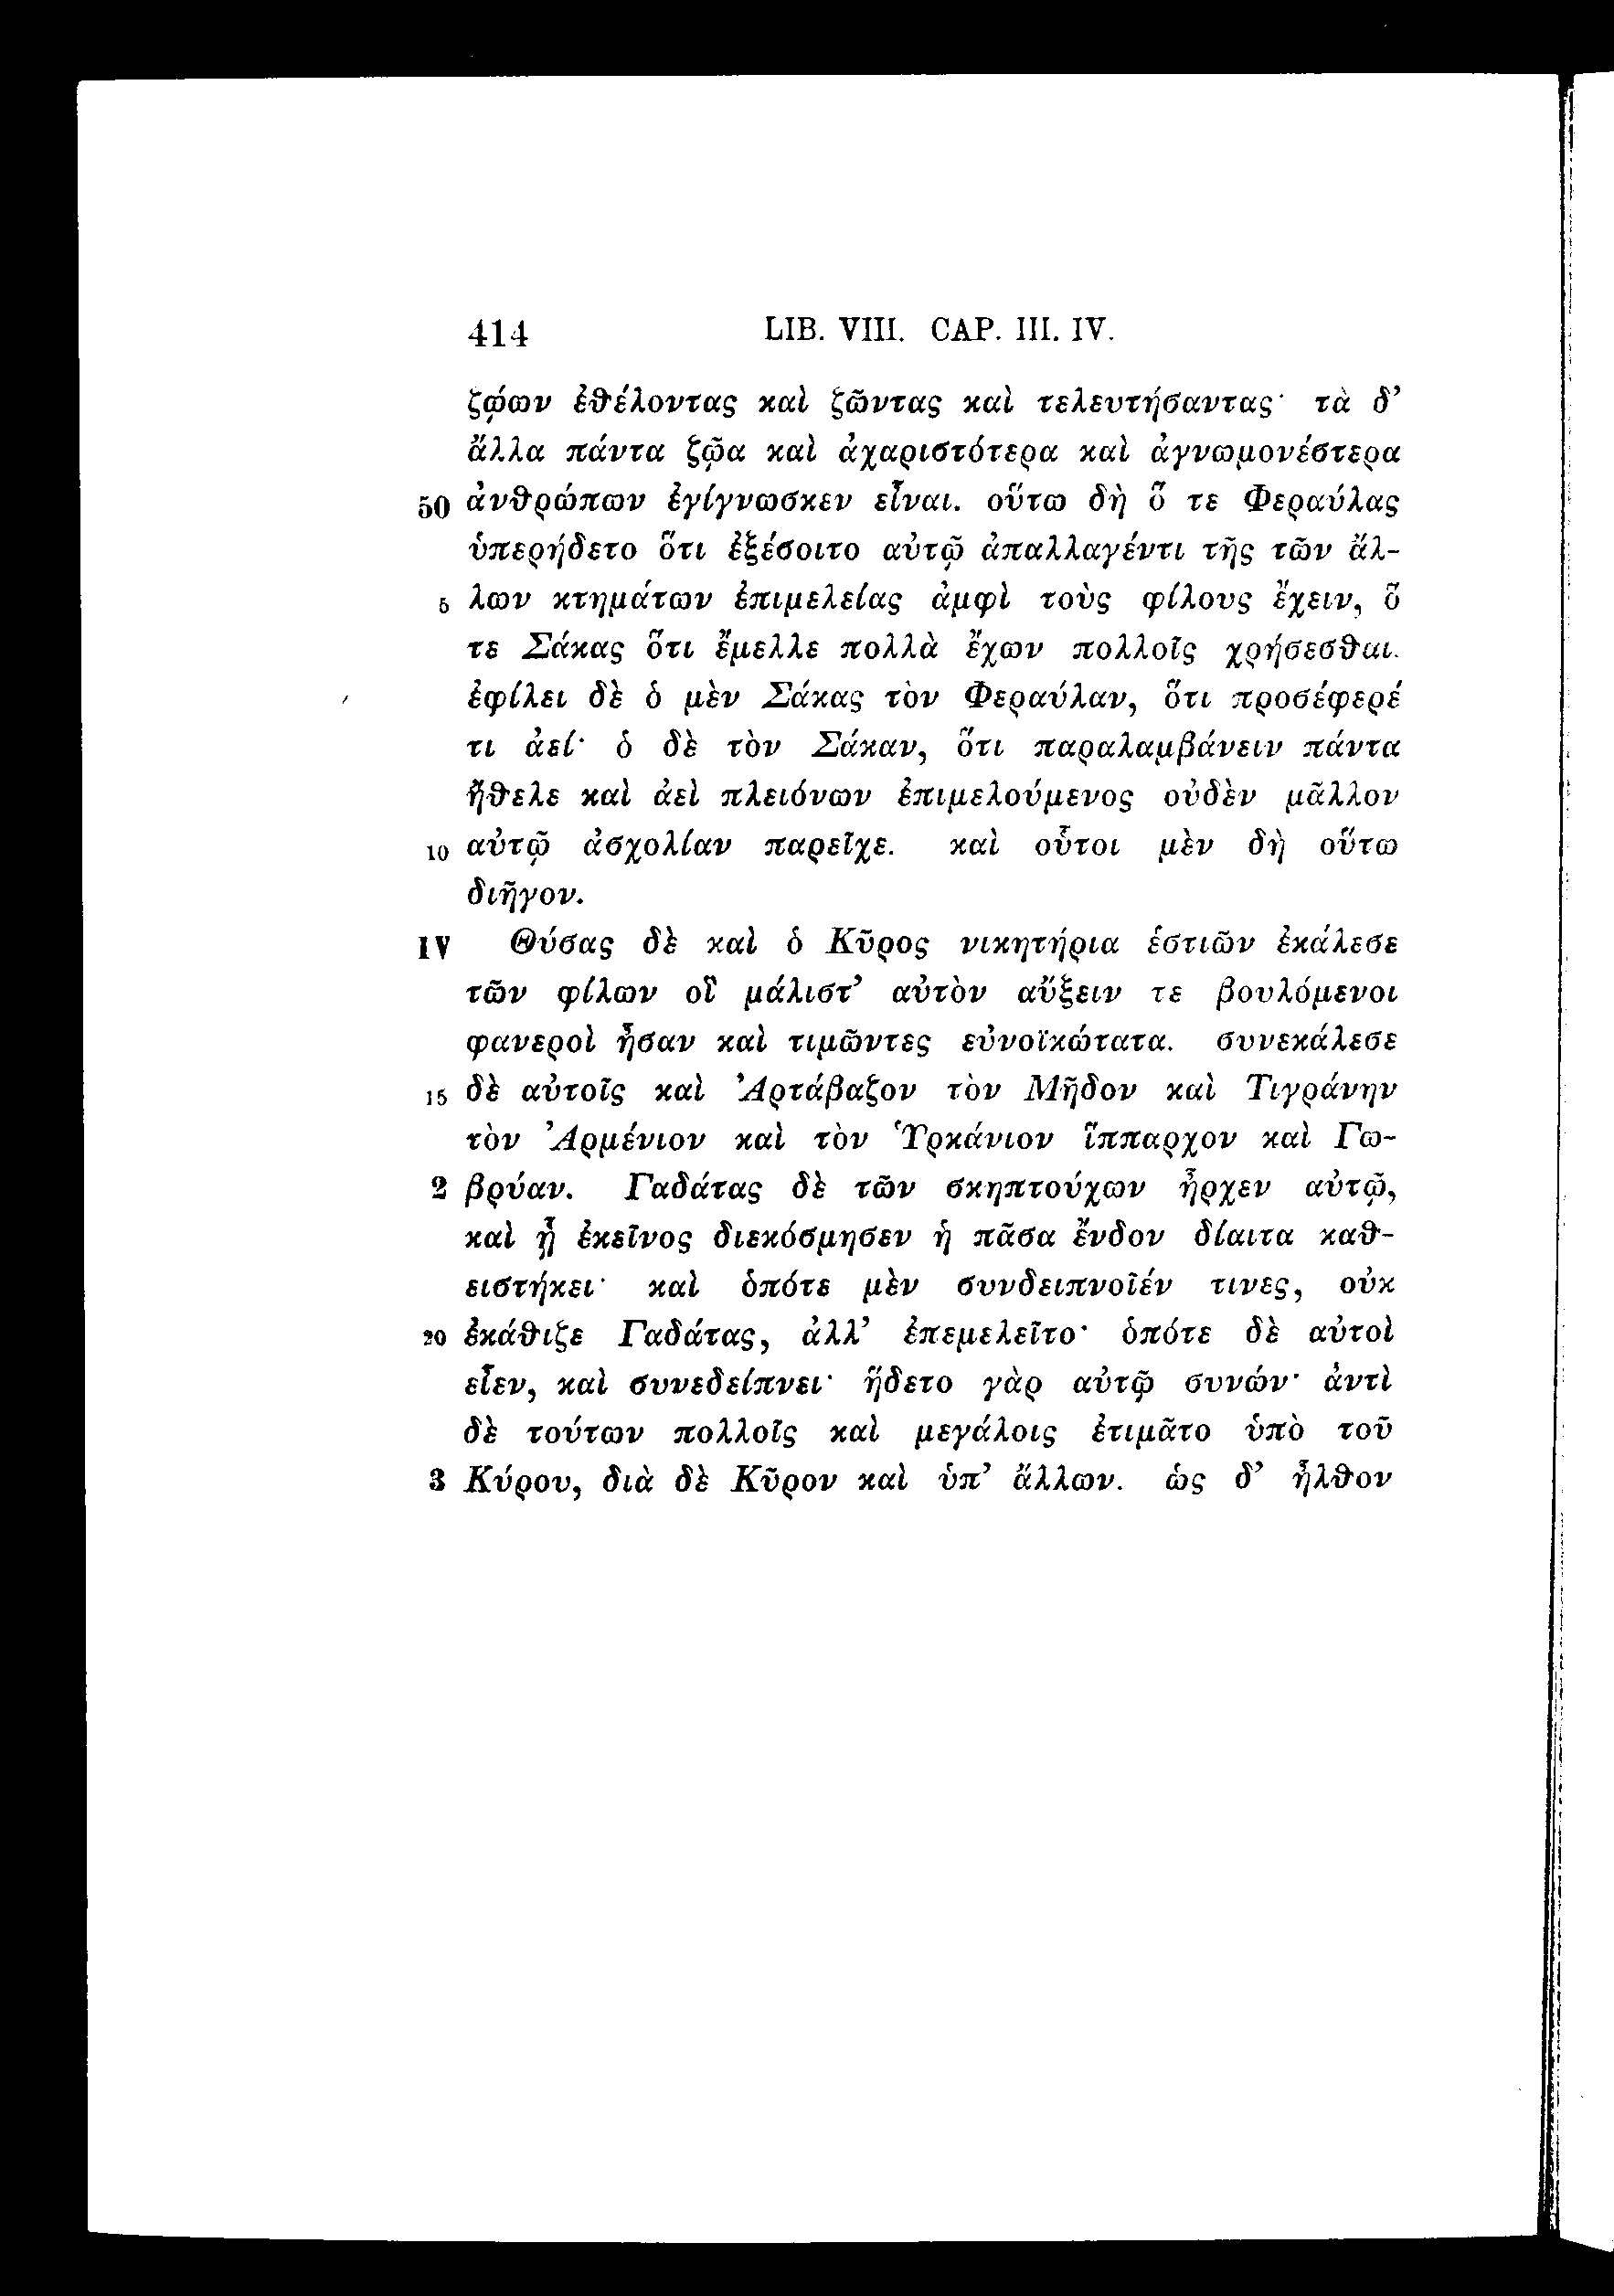 414 LIB. VIII. CAP. III. IV.
ζῴων ἐθέλοντας καὶ ζῶντας καὶ τελευτήσαντας· τὰ δ’
ἄλλα πάντα ζῷα καὶ ἀχαριστότερα καὶ ἀγνωμονέστερα
50 ἀνθρώπων ἐγίγνωσκεν εἶναι. οὕτω δὴ ὅ τε Φεραύλας
ὑπερήδετο ὅτι ἐξέσοιτο αὐτῷ ἀπαλλαγέντι τῆς τῶν ἄλ-
5 λων κτημάτων ἐπιμελείας ἀμφὶ τοὺς φίλους ἔχειν, ὅ
τε Σάκας ὅτι ἔμελλε πολλὰ ἔχων πολλοῖς χρήσεσθαι.
ἐφίλει δὲ ὁ μὲν Σάκας τὸν Φεραύλαν, ὅτι προσέφερέ
τι ἀεί· ὁ δὲ τὸν Σάκαν, ὅτι παραλαμβάνειν πάντα
ἤθελε καὶ ἀεὶ πλειόνων ἐπιμελούμενος οὐδὲν μᾶλλον
10 αὐτῷ ἀσχολίαν παρεῖχε. καὶ οὗτοι μὲν δὴ οὕτω
διῆγον.
IV Θύσας δὲ καὶ ὁ Κῦρος νικητήρια ἑστιῶν ἐκάλεσε
τῶν φίλων οἳ μάλιστ’ αὐτὸν αὔξειν τε βουλόμενοι
φανεροὶ ἦσαν καὶ τιμῶντες εὐνοϊκώτατα. συνεκάλεσε
15 δὲ αὐτοῖς καὶ Ἀρτάβαζον τὸν Μῆδον καὶ Τιγράνην
τὸν Ἀρμένιον καὶ τὸν Ὑρκάνιον ἵππαρχον καὶ Γω-
2 βρύαν. Γαδάτας δὲ τῶν σκηπτούχων ἦρχεν αὐτῷ,
καὶ ᾗ ἐκεῖνος διεκόσμησεν ἡ πᾶσα ἔνδον δίαιτα καθ-
ειστήκει· καὶ ὁπότε μὲν συνδειπνοῖέν τινες, οὐκ
20 ἐκάθιζε Γαδάτας, ἀλλ’ ἐπεμελεῖτο· ὁπότε δὲ αὐτοὶ
εἶεν, καὶ συνεδείπνει· ἥδετο γὰρ αὐτῷ συνών· ἀντὶ
δὲ τούτων πολλοῖς καὶ μεγάλοις ἐτιμᾶτο ὑπὸ τοῦ
3 Κύρου, διὰ δὲ Κῦρον καὶ ὑπ’ ἄλλων. ὡς δ’ ἦλθον